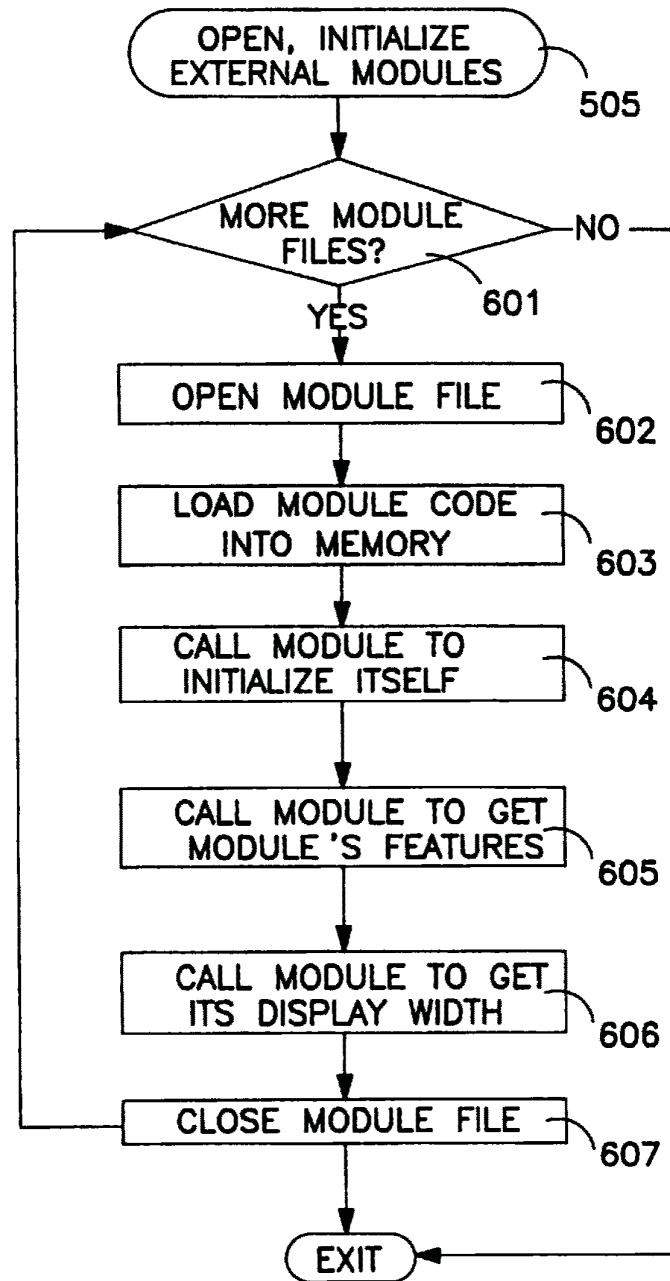 OPEN, INITIALIZE
EXTERNAL MODULES
505
MORE MODULE
FILES?
NO
601
YES
OPEN MODULE FILE
602
LOAD MODULE CODE
INTO MEMORY
603
CALL MODULE TO
INITIALIZE ITSELF
604
CALL MODULE TO GET
MODULE'S FEATURES
605
CALL MODULE TO GET
ITS DISPLAY WIDTH
606
CLOSE MODULE FILE
607
EXIT